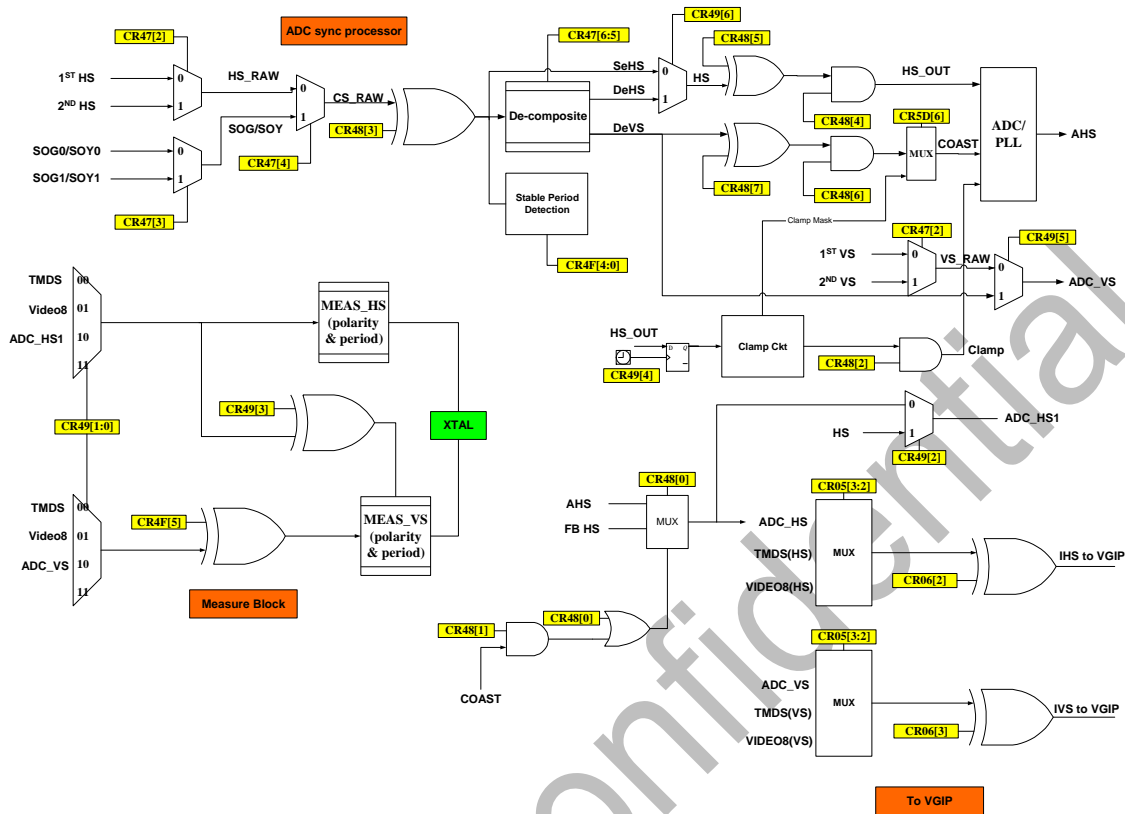 ADC sync processor
CR47[2]
1ST HS
2ND HS
0
1
HS_RAW
SOG0/SOY0
SOG1/SOY1
0
1
SOG/SOY
CR47[3]
0
1
CR47[4]
CS_RAW
CR48[3]
CR47[6:5]
De-composite
Stable Period
Detection
CR4F[4:0]
SeHS
DeHS
DeVS
CR49[6]
0
1
HS
CR48[5]
CR48[4]
HS_OUT
CR48[7]
CR48[6]
CR5D[6]
MUX
COAST
ADC/
PLL
AHS
Clamp Mask
CR47[2]
1ST VS
2ND VS
0
1
VS_RAW
CR49[5]
0
1
ADC_VS
HS_OUT
D Q
CR49[4]
Clamp Ckt
CR48[2]
Clamp
TMDS
Video8
ADC_HS1
00
01
10
11
MEAS_HS
(polarity
& period)
CR49[3]
CR49[1:0]
XTAL
TMDS
Video8
ADC_VS
00
01
10
11
CR4F[5]
MEAS_VS
(polarity
& period)
Measure Block
HS
0
1
ADC_HS1
CR49[2]
CR48[0]
AHS
FB HS
MUX
CR48[1]
CR48[0]
COAST
CR05[3:2]
ADC_HS
TMDS(HS)
VIDEO8(HS)
MUX
CR06[2]
IHS to VGIP
CR05[3:2]
ADC_VS
TMDS(VS)
VIDEO8(VS)
MUX
CR06[3]
IVS to VGIP
To VGIP
onfidential